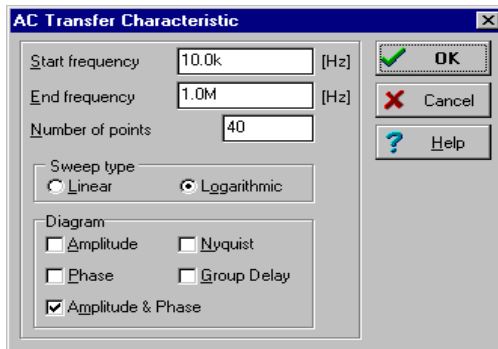 AC Transfer Characteristic
Start frequency 10.0k [Hz]
End frequency 1.0M [Hz]
Number of points 40
Sweep type
Linear Logarithmic
Diagram
Amplitude Nyquist
Phase Group Delay
Amplitude & Phase
OK
Cancel
? Help